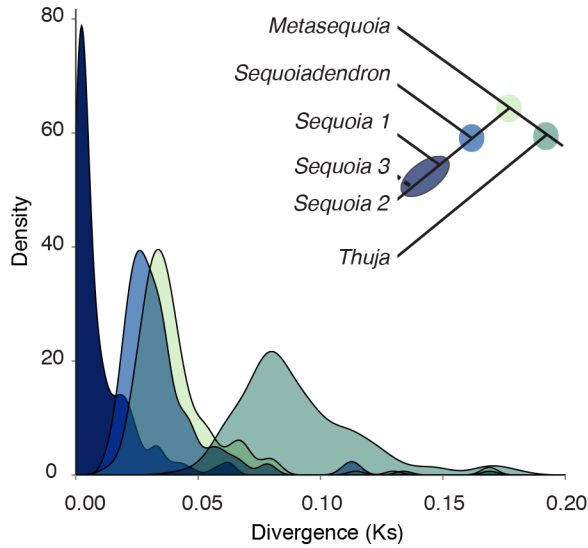 80
60
40
20
0
Density
0.00
0.05
0.10
0.15
0.20
Divergence (Ks)
Metasequoia
Sequoiadendron
Sequoia 1
Sequoia 3
Sequoia 2
Thuja